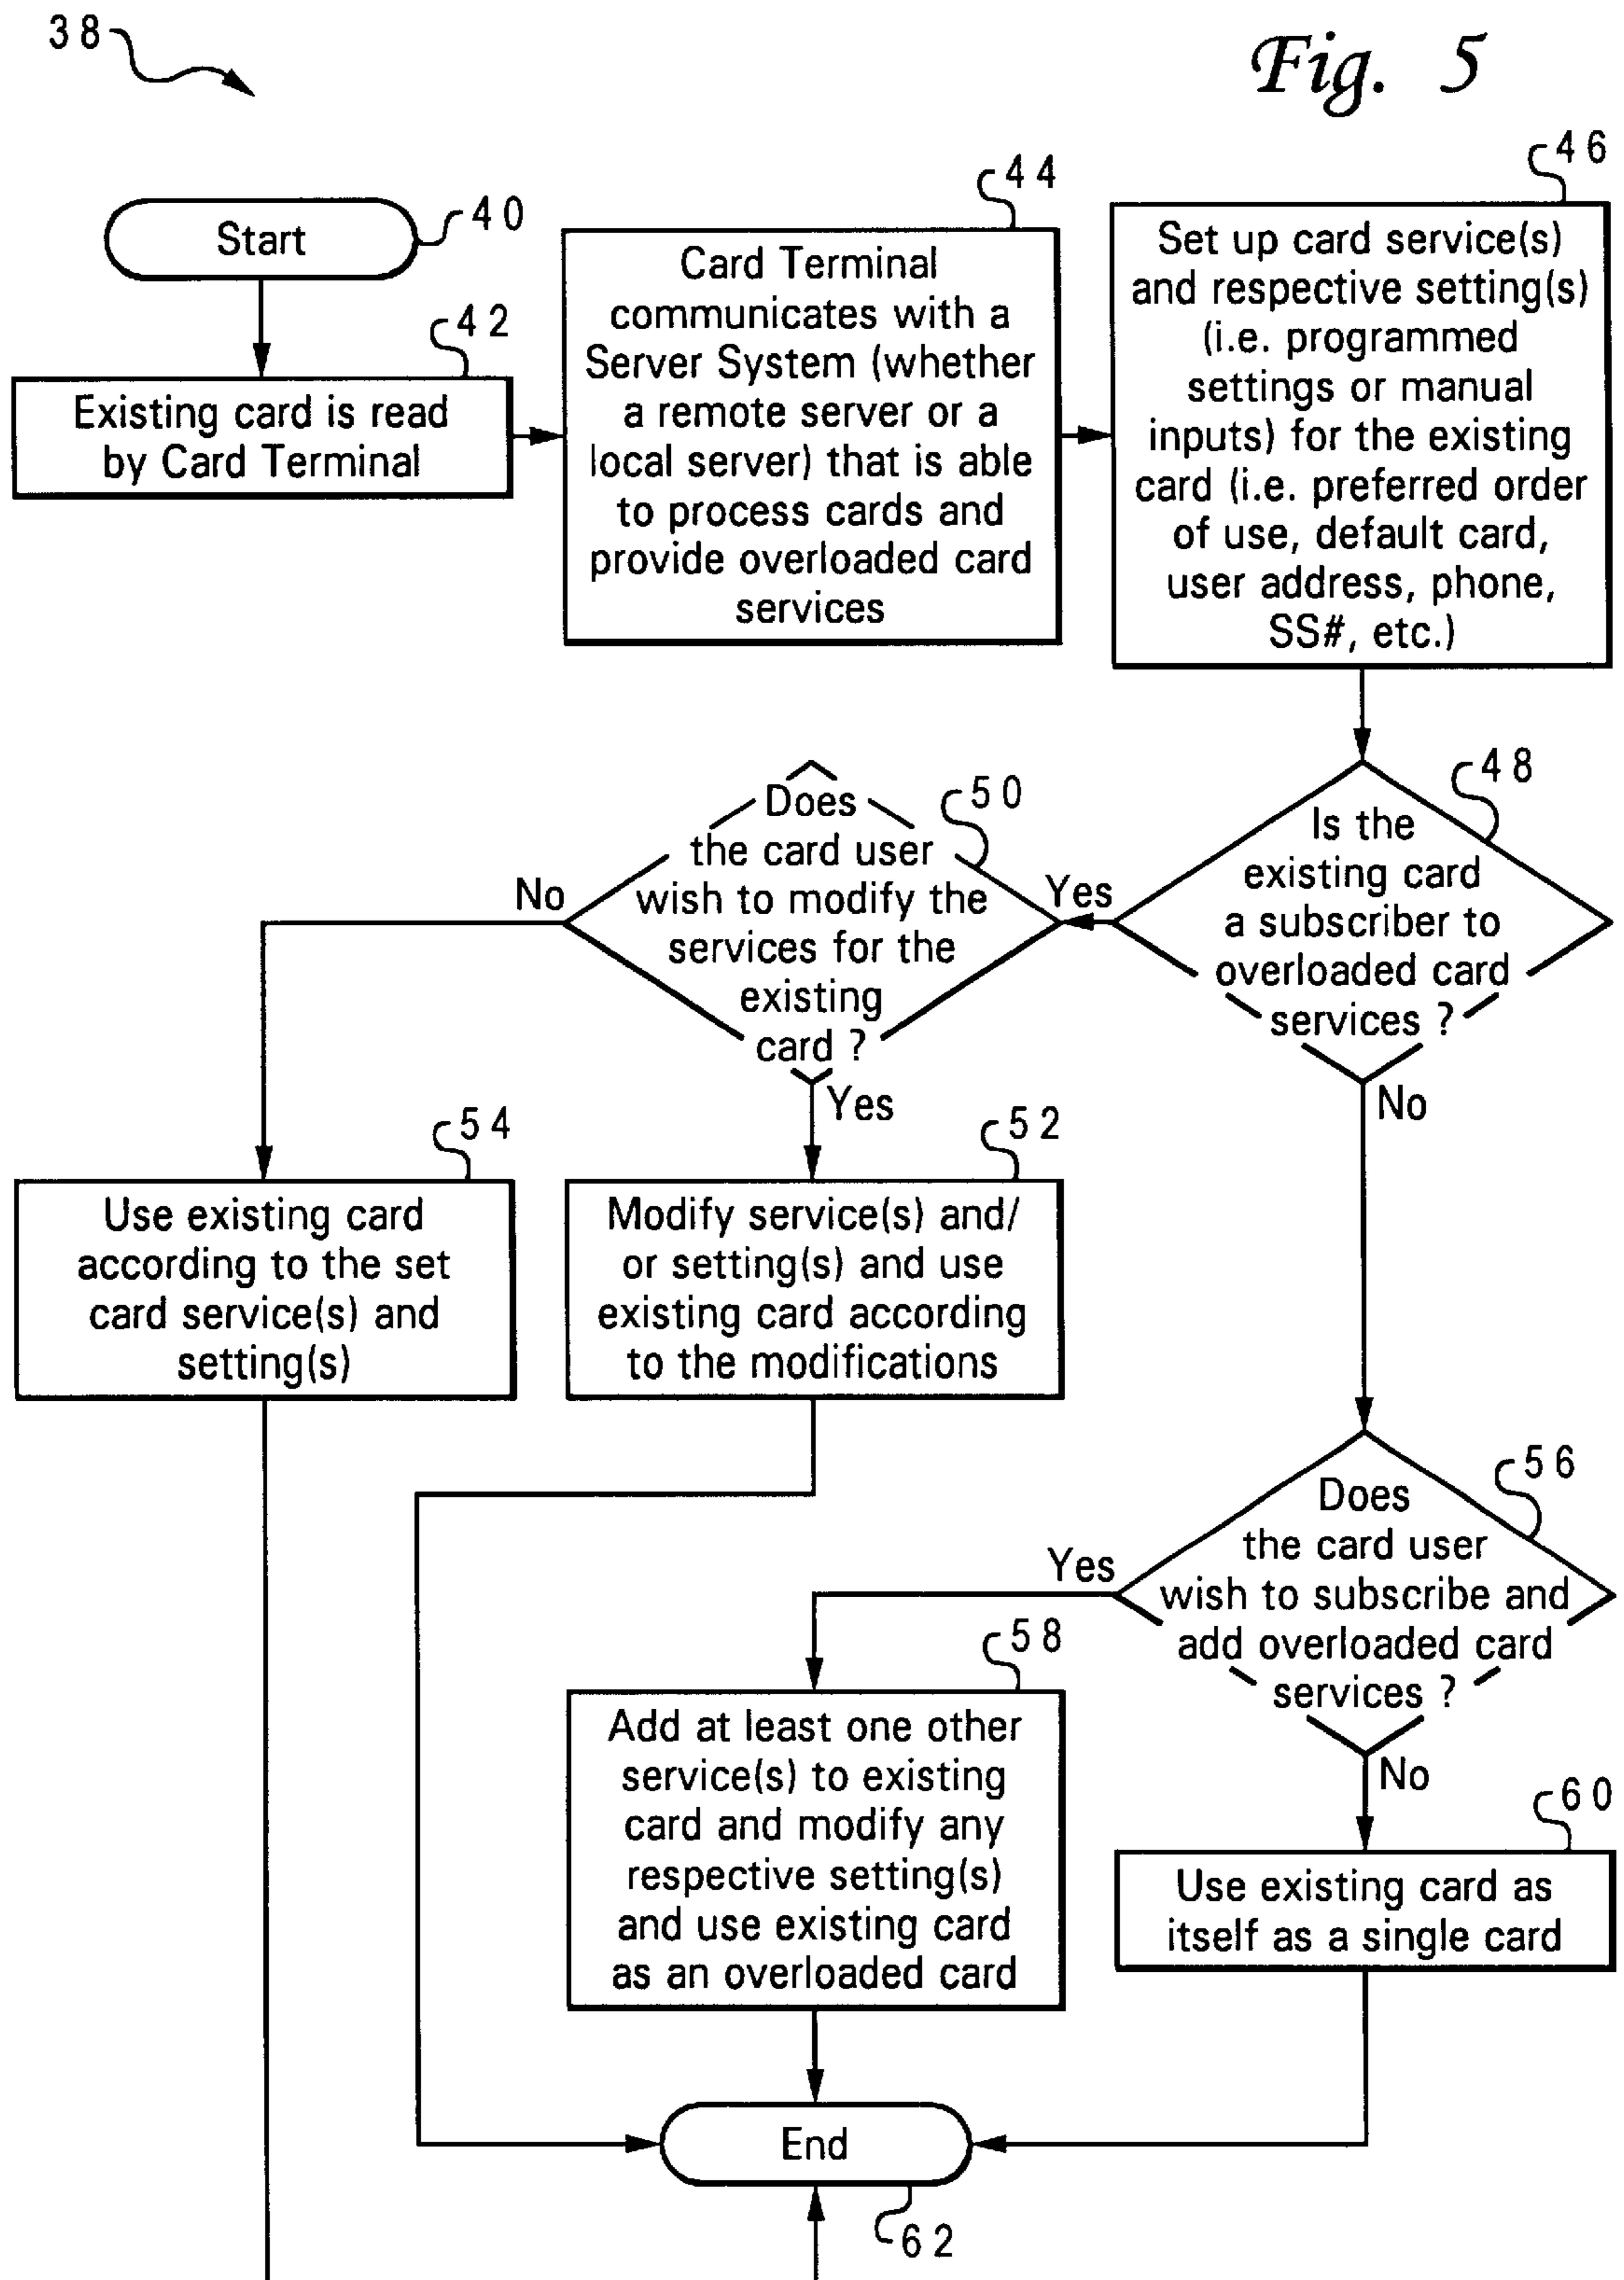 38
Fig. 5
40
Start
42
Existing card is read
by Card Terminal
44
Card Terminal
communicates with a
Server System (whether
a remote server or a
local server) that is able
to process cards and
provide overloaded card
services
46
Set up card service(s)
and respective setting(s)
(i.e. programmed
settings or manual
inputs) for the existing
card (i.e. preferred order
of use, default card,
user address, phone,
SS#, etc.)
48
Is the
existing card
a subscriber to
overloaded card
services ?
Yes
No
50
Does
the card user
wish to modify the
services for the
existing
card ?
No
Yes
54
Use existing card
according to the set
card service(s) and
setting(s)
52
Modify service(s) and/
or setting(s) and use
existing card according
to the modifications
56
Does
the card user
wish to subscribe and
add overloaded card
services ?
Yes
No
58
Add at least one other
service(s) to existing
card and modify any
respective setting(s)
and use existing card
as an overloaded card
60
Use existing card as
itself as a single card
End
62